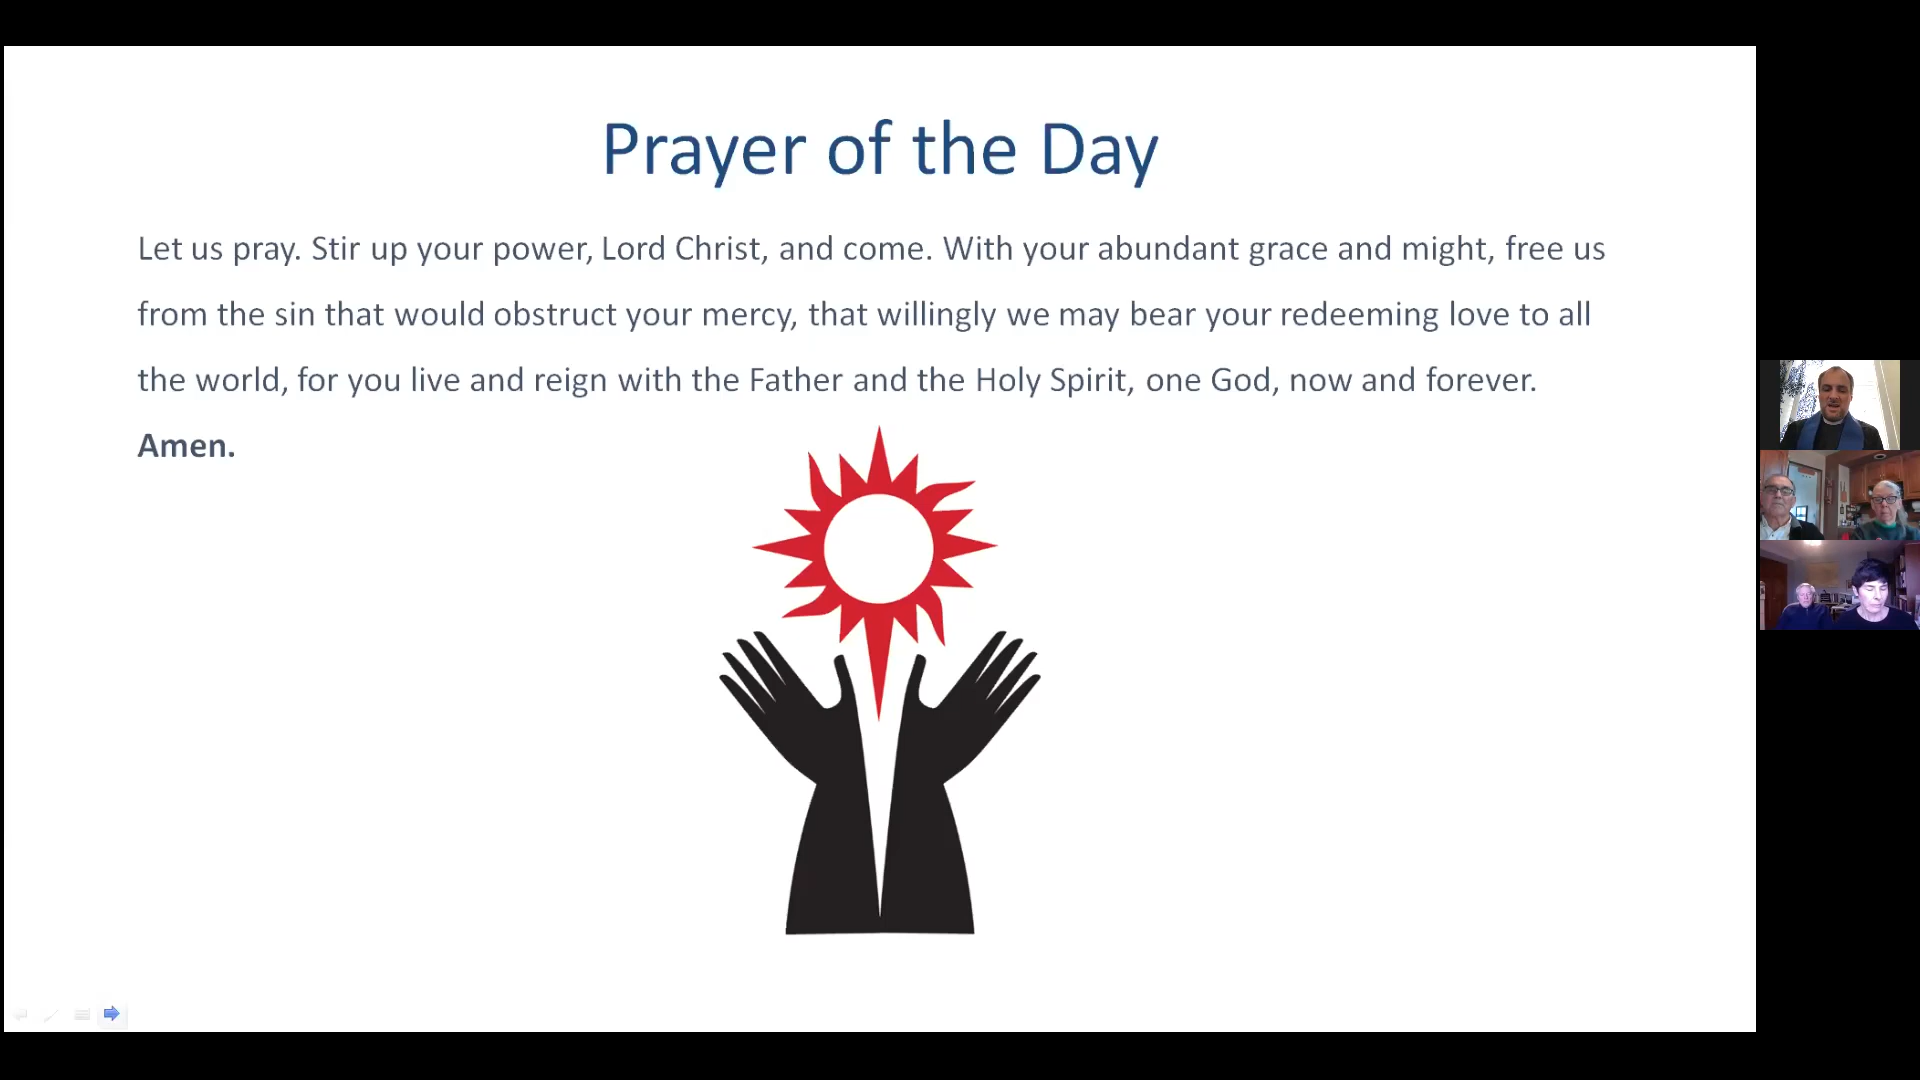 Prayer of the Day
Let us pray. Stir up your power, Lord Christ, and come. With your abundant grace and might, free us
from the sin that would obstruct your mercy, that willingly we may bear your redeeming love to all
the world, for you live and reign with the Father and the Holy Spirit, one God, now and forever.
Amen.